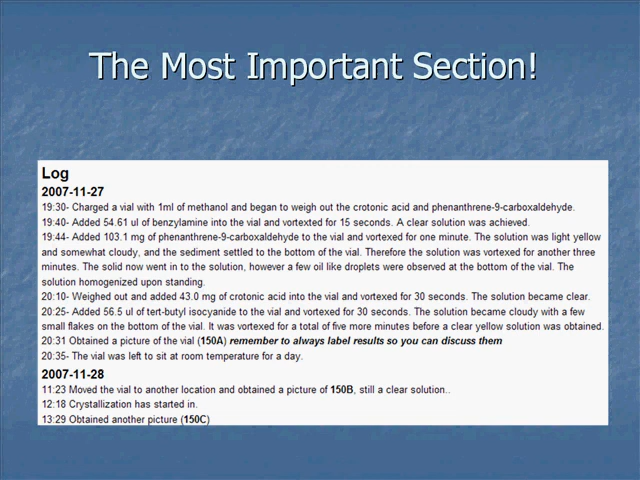 The Most Important Section!
Log
2007-11-27
19:30- Charged a vial with 1ml of methanol and began to weigh out the crotonic acid and phenanthrene-9-carboxaldehyde.
19:40- Added 54.61 ul of benzylamine into the vial and vortexted for 15 seconds. A clear solution was achieved.
19:44- Added 103.1 mg of phenanthrene-9-carboxaldehyde to the vial and vortexed for one minute. The solution was light yellow
and somewhat cloudy, and the sediment settled to the bottom of the vial. Therefore the solution was vortexed for another three
minutes. The solid now went in to the solution, however a few oil like droplets were observed at the bottom of the vial. The
solution homogenized upon standing.
20:10- Weighed out and added 43.0 mg of crotonic acid into the vial and vortexed for 30 seconds. The solution became clear.
20:25- Added 56.5 ul of tert-butyl isocyanide to the vial and vortexed for 30 seconds. The solution became cloudy with a few
small flakes on the bottom of the vial. It was vortexed for a total of five more minutes before a clear yellow solution was obtained.
20:31 Obtained a picture of the vial (150A) remember to always label results so you can discuss them
20:35- The vial was left to sit at room temperature for a day.
2007-11-28
11:23 Moved the vial to another location and obtained a picture of 150B, still a clear solution..
12:18 Crystallization has started in.
13:29 Obtained another picture (150C)